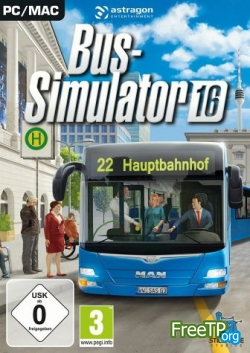 PC/MAC
astragon
ENTERTAINMENT
Bus-
Simulator 16
H
22 Hauptbahnhof
MAN
USK
ab
0
freigegeben
3
www.pegi.info
FreeTP.org